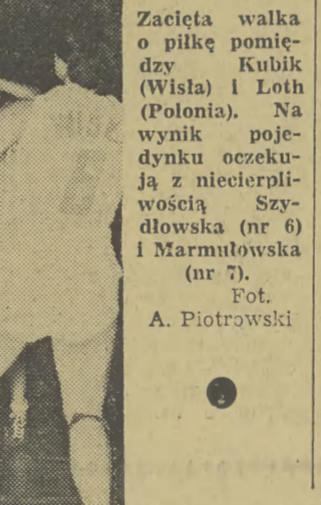 Zacięta walka
o piłkę pomię-
dzy Kubik
(Wisła) i Loth
(Polonia). Na
wynik poje-
dynku oczeku-
ją z niecierpli-
wością Szy-
dłowska (nr 6)
i Marmułowska
(nr 7).
Fot.
A. Piotrowski
6